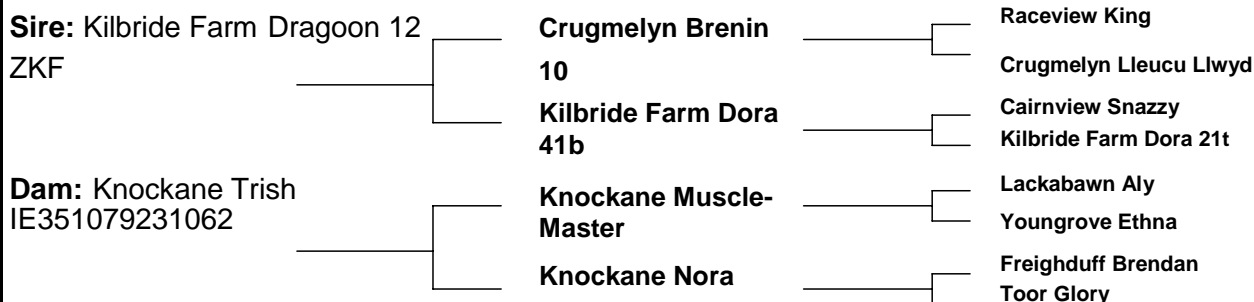 Sire: Kilbride Farm Dragoon 12
ZKF
Crugmelyn Brenin
10
Raceview King
Crugmelyn Lleucu Llwyd
Kilbride Farm Dora
41b
Cairnview Snazzy
Kilbride Farm Dora 21t
Dam: Knockane Trish
IE351079231062
Knockane Muscle-
Master
Lackabawn Aly
Youngrove Ethna
Knockane Nora
Freighduff Brendan
Toor Glory